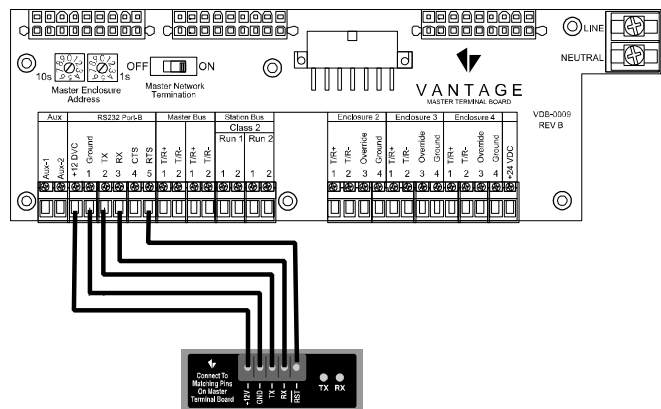 LINE
NEUTRAL
10s
1s
Master Enclosure
Address
OFF
ON
Master Network
Termination
VANTAGE
MASTER TERMINAL BOARD
VDB-0009
REV B
Aux
RS232 Port-B
Master Bus
Station Bus
Class 2
Run 1
Run 2
Enclosure 2
Enclosure 3
Enclosure 4
Aux-1
Aux-2
+12 DVC
Ground
TX
RX
CTS
RTS
T/R+
T/R-
T/R+
T/R-
1 2 3 4 5 1 2 1 2 1 2 1 2
T/R+
T/R-
Override
Ground
T/R+
T/R-
Override
Ground
T/R+
T/R-
Override
Ground
+24 VDC
1 2 3 4 1 2 3 4 1 2 3 4
Connect To
Matching Pins
On Master
Terminal Board
+12V
GND
TX
RX
RST
TX RX